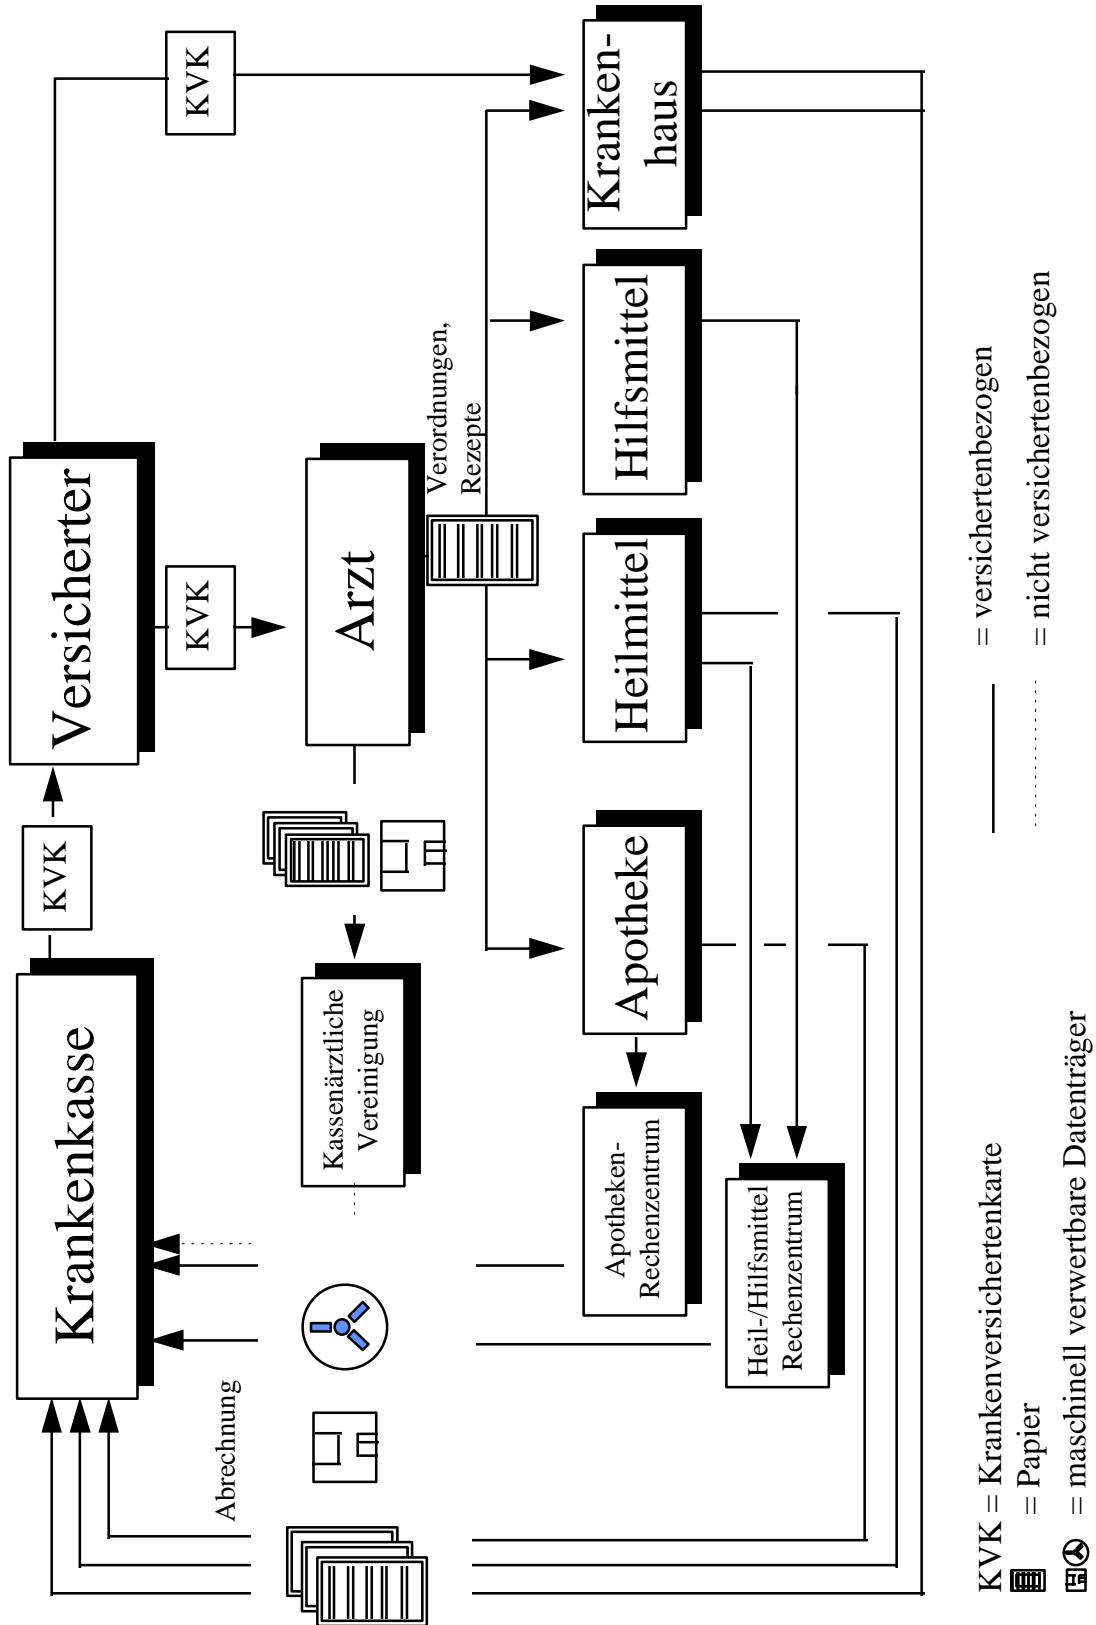 Krankenkasse
KVK
Versicherter
KVK
KVK
Arzt
Kassenärztliche
Vereinigung
Verordnungen,
Rezepte
Abrechnung
Apotheken-
Rechenzentrum
Apotheke
Heilmittel
Hilfsmittel
Kranken-
haus
Heil-/Hilfsmittel
Rechenzentrum
KVK = Krankenversichertenkarte
= Papier
= maschinell verwertbare Datenträger
= versichertenbezogen
= nicht versichertenbezogen